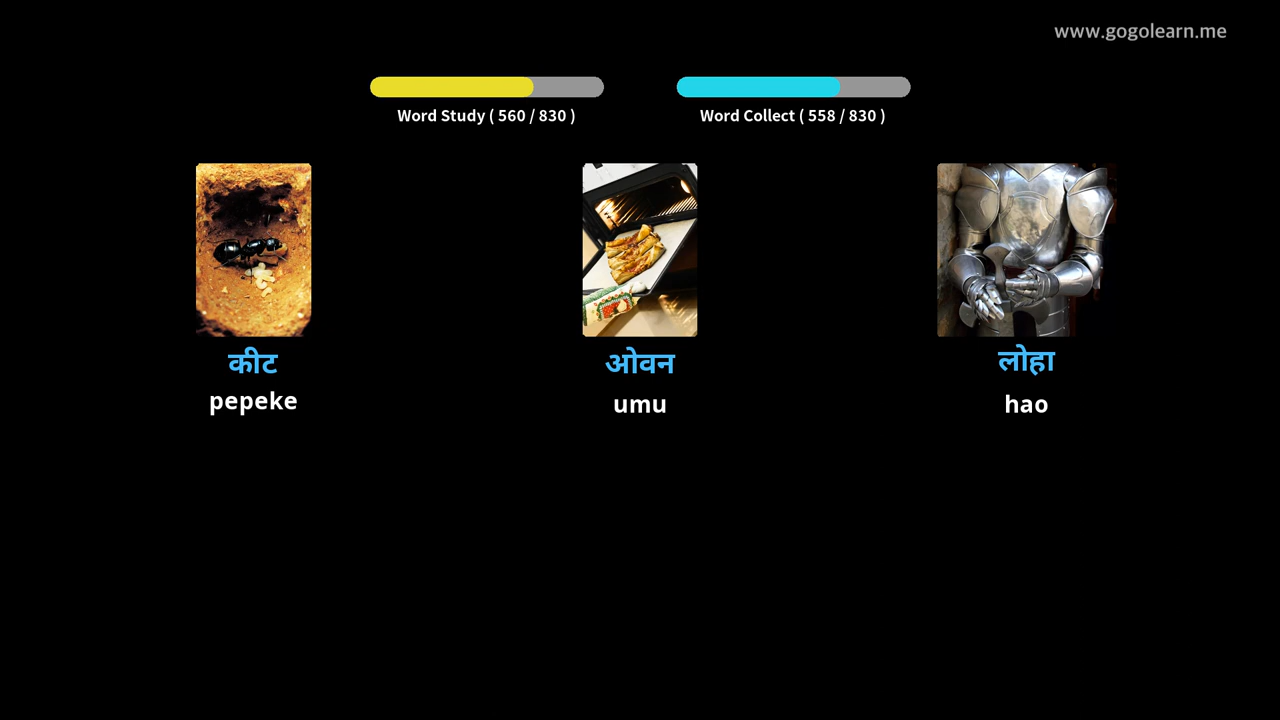 www.gogolearn.me
Word Study ( 560 / 830 )
Word Collect ( 558 / 830 )
कीट
pepeke
ओवन
umu
लोहा
hao